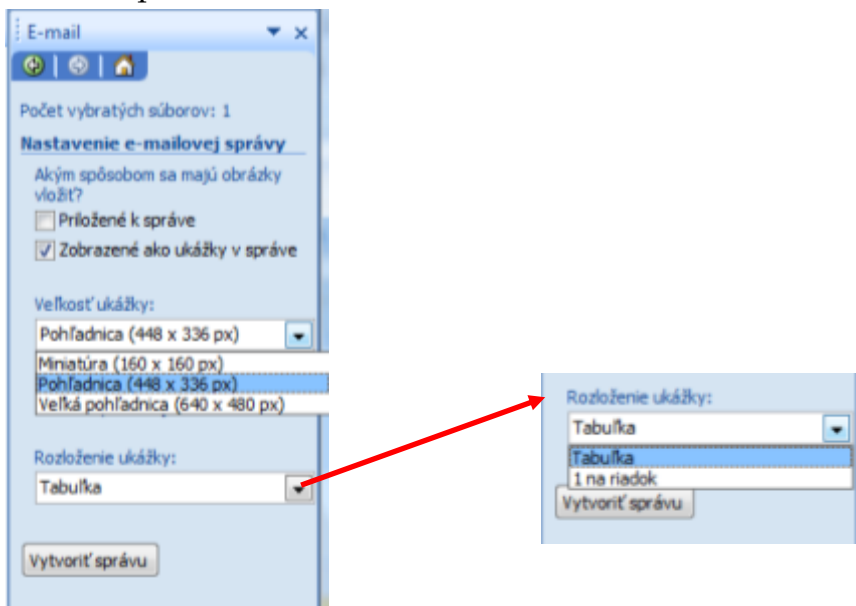 E-mail
Počet vybratých súborov: 1
Nastavenie e-mailovej správy
Akým spôsobom sa majú obrázky
vložiť?
Priložené k správe
Zobrazené ako ukážky v správe
Veľkosť ukážky:
Pohľadnica (448 x 336 px)
Miniatúra (160 x 160 px)
Pohľadnica (448 x 336 px)
Veľká pohľadnica (640 x 480 px)
Rozloženie ukážky:
Tabuľka
Vytvoriť správu
Rozloženie ukážky:
Tabuľka
Tabuľka
1 na riadok
Vytvoriť správu